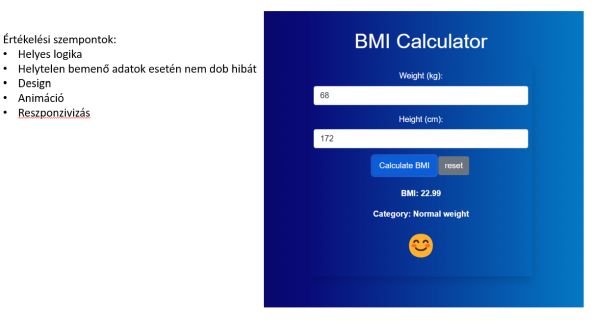 Értékelési szempontok:
• Helyes logika
• Helytelen bemenő adatok esetén nem dob hibát
• Design
• Animáció
• Reszponzivizás
BMI Calculator
Weight (kg):
68
Height (cm):
172
Calculate BMI reset
BMI: 22.99
Category: Normal weight